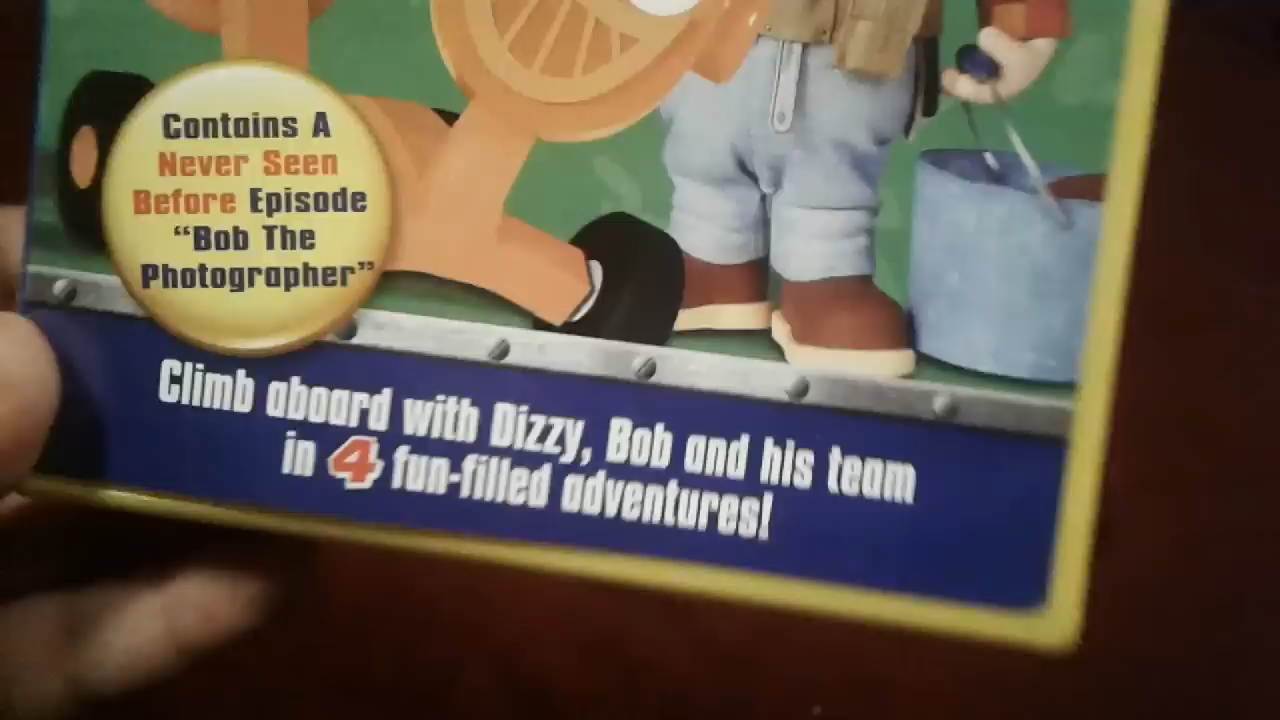 Contains A
Never Seen
Before Episode
“Bob The
Photographer”
Climb aboard with Dizzy, Bob and his team
in 4 fun-filled adventures!